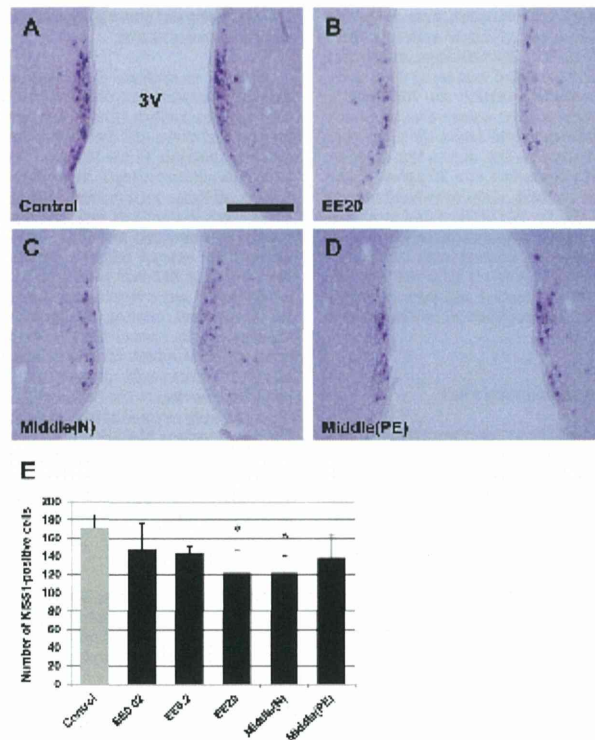 A
B
3V
Control
EE20
C
D
Middle(N)
Middle(PE)
E
Number of KiSS1-positive cells
200
180
160
140
120
100
80
60
40
20
0
*
*
Control
EE0.02
EE0.2
EE20
Middle(N)
Middle(PE)